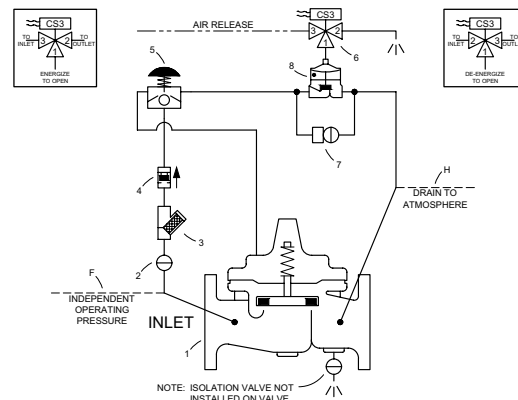 CS3
TO INLET 3 2 TO OUTLET
1
ENERGIZE
TO OPEN
AIR RELEASE
CS3
3 2
1
6
CS3
TO INLET 2 3 TO OUTLET
1
DE-ENERGIZE
TO OPEN
5
8
7
4
H
DRAIN TO
ATMOSPHERE
3
2
F
INDEPENDENT
OPERATING
PRESSURE
INLET
1
NOTE: ISOLATION VALVE NOT
INSTALLED ON VALVE